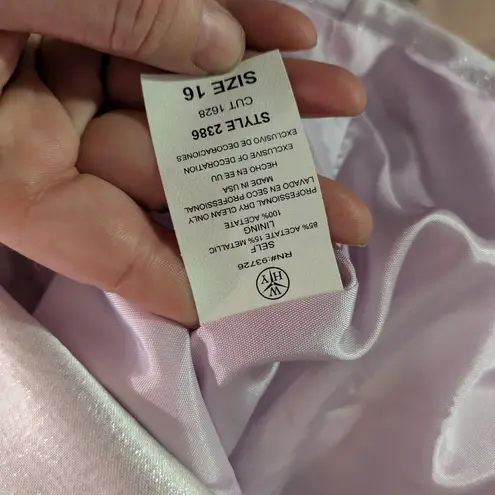 WHY
RN#:93726
SELF
85% ACETATE 15% METALLIC
LINING
100% ACETATE
PROFESSIONAL DRY CLEAN ONLY
LAVADO EN SECO PROFESSIONAL
MADE IN USA
HECHO EN EE UU
EXCLUSIVE OF DECORATION
EXCLUSIVO DE DECORACIONES
STYLE 2386
CUT 1628
SIZE 16